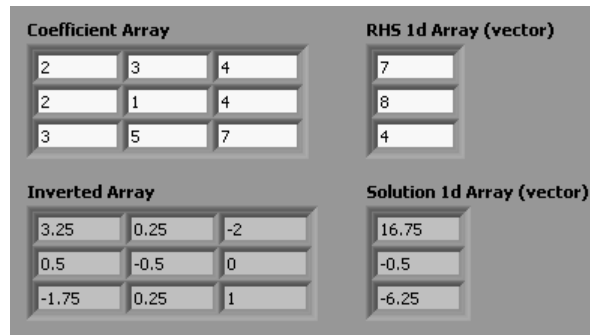 Coefficient Array RHS 1d Array (vector)
2 3 4 7
2 1 4 8
3 5 7 4
Inverted Array Solution 1d Array (vector)
3.25 0.25 -2 16.75
0.5 -0.5 0 -0.5
-1.75 0.25 1 -6.25